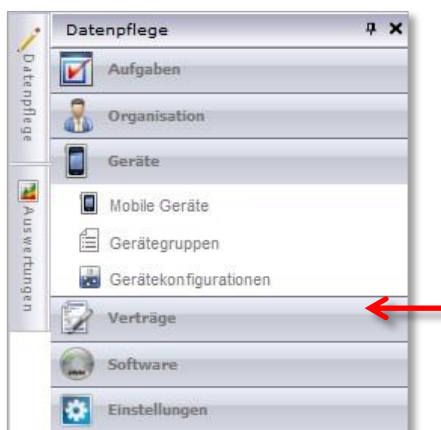 Datenpflege
Datenpflege
Aufgaben
Organisation
Geräte
Mobile Geräte
Gerätegruppen
Gerätekonfigurationen
Auswertungen
Verträge
Software
Einstellungen